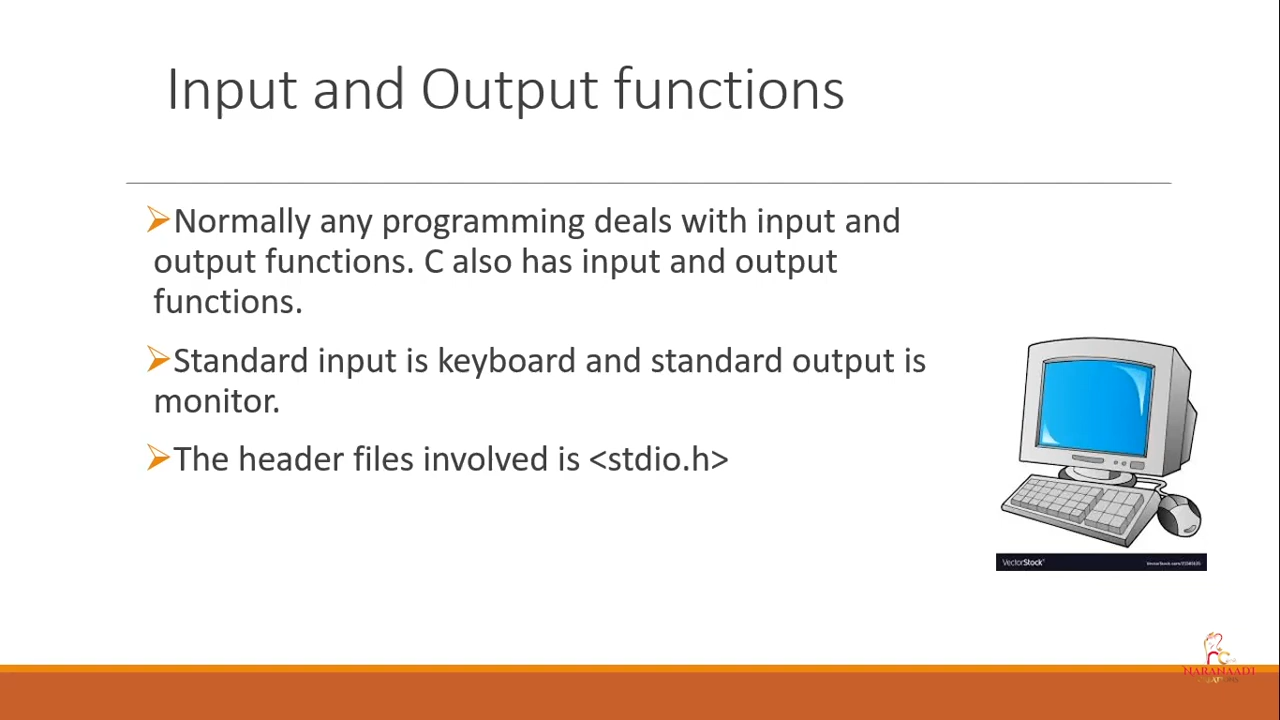 Input and Output functions
Normally any programming deals with input and
output functions. C also has input and output
functions.
Standard input is keyboard and standard output is
monitor.
The header files involved is <stdio.h>
VectorStock®
NARANAADI